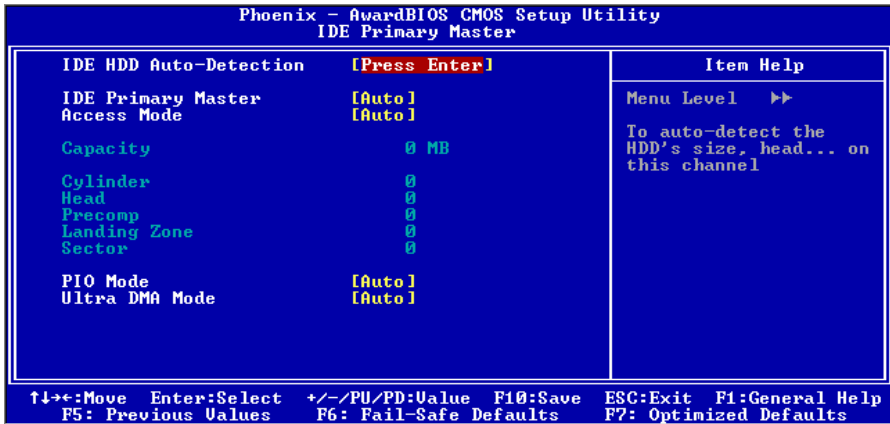 Phoenix - AwardBIOS CMOS Setup Utility
IDE Primary Master
IDE HDD Auto-Detection [Press Enter]
IDE Primary Master [Auto]
Access Mode [Auto]
Capacity 0 MB
Cylinder 0
Head 0
Precomp 0
Landing Zone 0
Sector 0
PIO Mode [Auto]
Ultra DMA Mode [Auto]
Item Help
Menu Level ▶▶
To auto-detect the
HDD's size, head... on
this channel
↑↓→←:Move Enter:Select +/-/PU/PD:Value F10:Save ESC:Exit F1:General Help
F5: Previous Values F6: Fail-Safe Defaults F7: Optimized Defaults